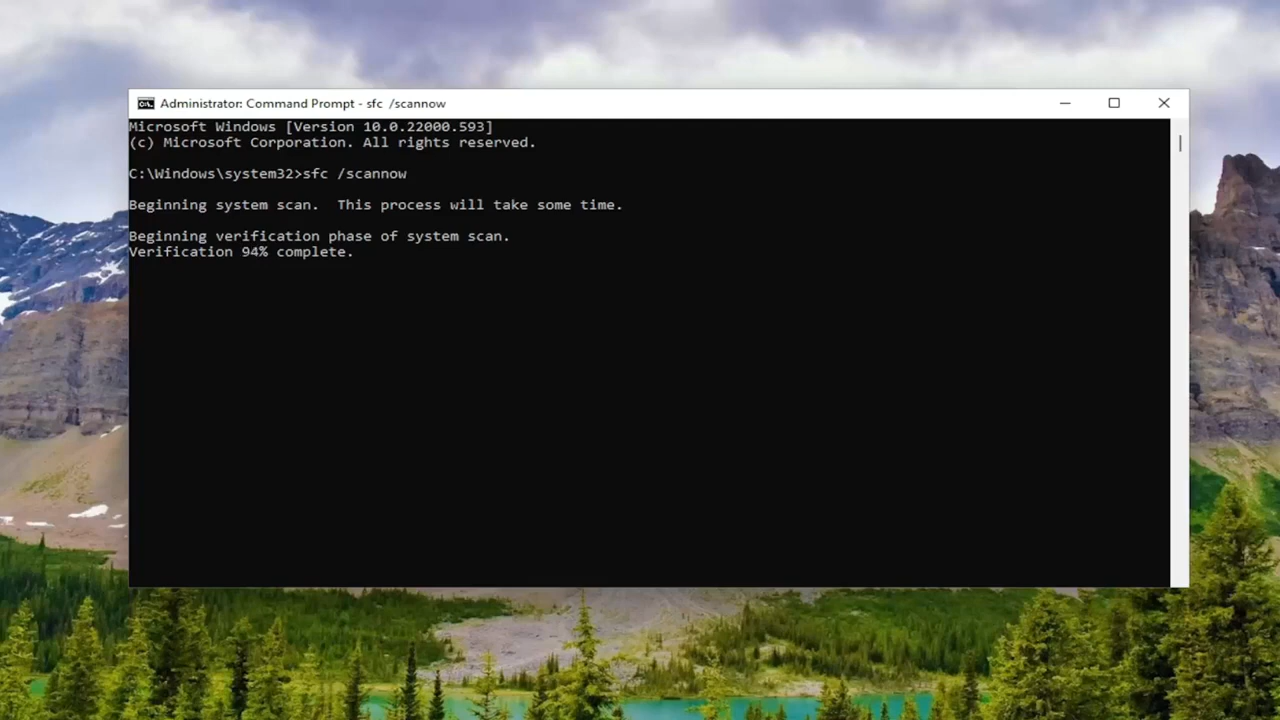 Administrator: Command Prompt - sfc  /scannow
Microsoft Windows [Version 10.0.22000.593]
(c) Microsoft Corporation. All rights reserved.
C:\Windows\system32>sfc /scannow
Beginning system scan.  This process will take some time.
Beginning verification phase of system scan.
Verification 94% complete.